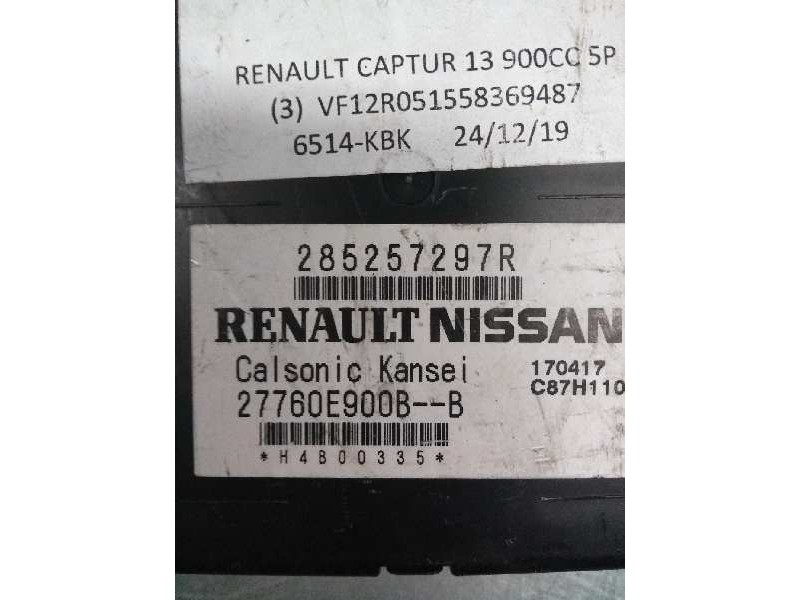 RENAULT CAPTUR 13 900CC 5P
(3) VF12R051558369487
6514-KBK 24/12/19
285257297R
RENAULT NISSAN
Calsonic Kansei
170417
27760E900B--B
C87H110
*H4B00335*